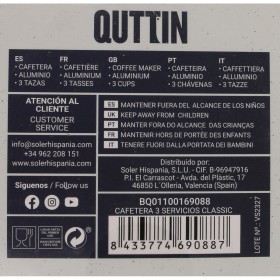 QUTTIN
ES
• CAFETERA
• ALUMINIO
• 3 TAZAS
FR
• CAFETIÈRE
• ALUMINIUM
• 3 TASSES
GB
• COFFEE MAKER
• ALUMINIUM
• 3 CUPS
PT
• CAFETEIRA
• ALUMÍNIO
• 3 CHÁVENAS
IT
• CAFFETTIERA
• ALLUMINIO
• 3 TAZZE
ATENCIÓN AL
CLIENTE
CUSTOMER
SERVICE
info@solerhispania.com
+34 962 208 151
www.solerhispania.com
Síguenos / Follow us
ES MANTENER FUERA DEL ALCANCE DE LOS NIÑOS
UK KEEP AWAY FROM CHILDREN
PT MANTER FORA DO ALCANCE DAS CRIANÇAS
FR MANTENIR HORS DE PORTÉE DES ENFANTS
IT TENERE FUORI DALLA PORTATA DEI BAMBINI
Distribuido por:
Soler Hispania, S.L.U. - CIF B-96947916
P.I. El Carrascot - Avda. del Plàstic, 17
46850 L' Olleria, Valencia (Spain)
BQ01100169088
CAFETERA 3 SERVICIOS CLASSIC
8 433774 690887
LOTE Nº.: VS2327